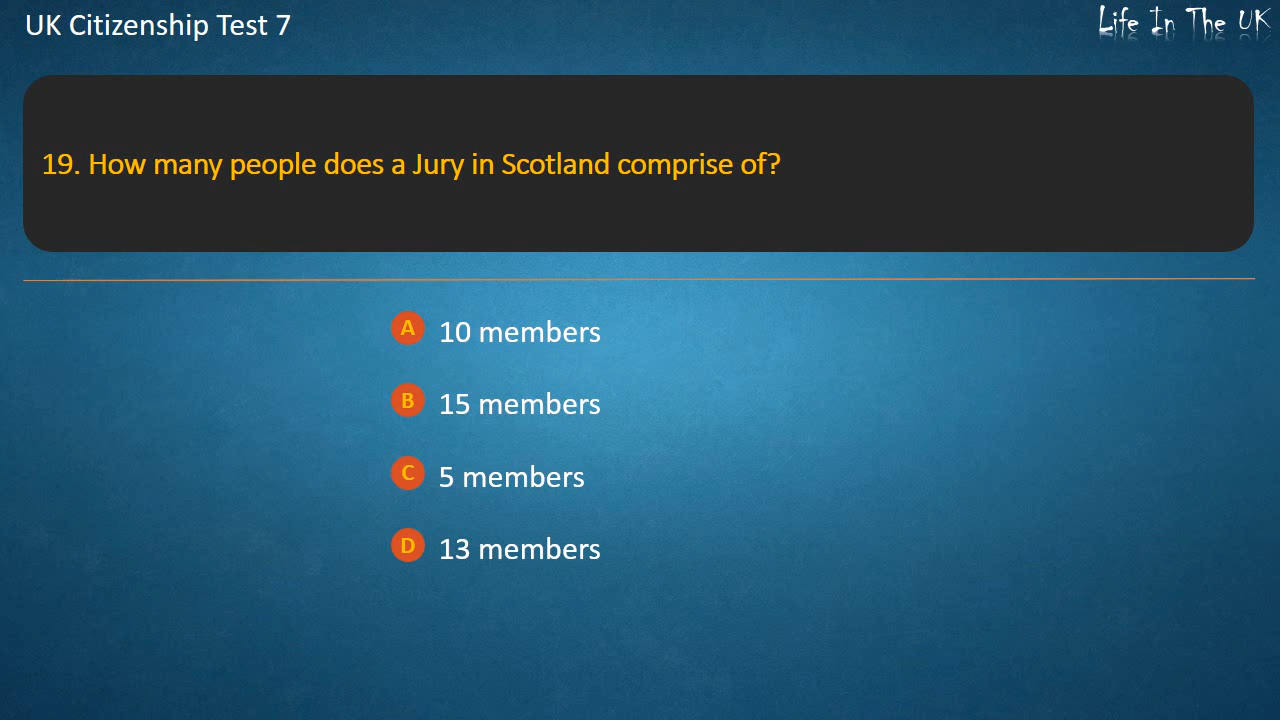 UK Citizenship Test 7
Life In The UK
19. How many people does a Jury in Scotland comprise of?
A 10 members
B 15 members
C 5 members
D 13 members